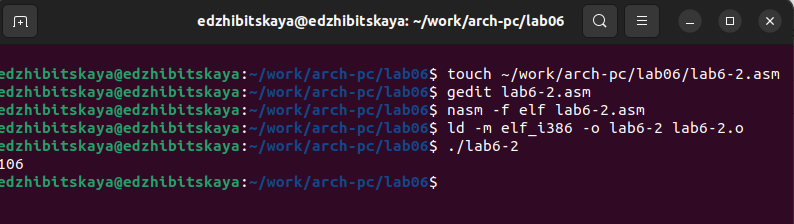 edzhibitskaya@edzhibitskaya: ~/work/arch-pc/lab06
edzhibitskaya@edzhibitskaya:~/work/arch-pc/lab06$ touch ~/work/arch-pc/lab06/lab6-2.asm
edzhibitskaya@edzhibitskaya:~/work/arch-pc/lab06$ gedit lab6-2.asm
edzhibitskaya@edzhibitskaya:~/work/arch-pc/lab06$ nasm -f elf lab6-2.asm
edzhibitskaya@edzhibitskaya:~/work/arch-pc/lab06$ ld -m elf_i386 -o lab6-2 lab6-2.o
edzhibitskaya@edzhibitskaya:~/work/arch-pc/lab06$ ./lab6-2
106
edzhibitskaya@edzhibitskaya:~/work/arch-pc/lab06$